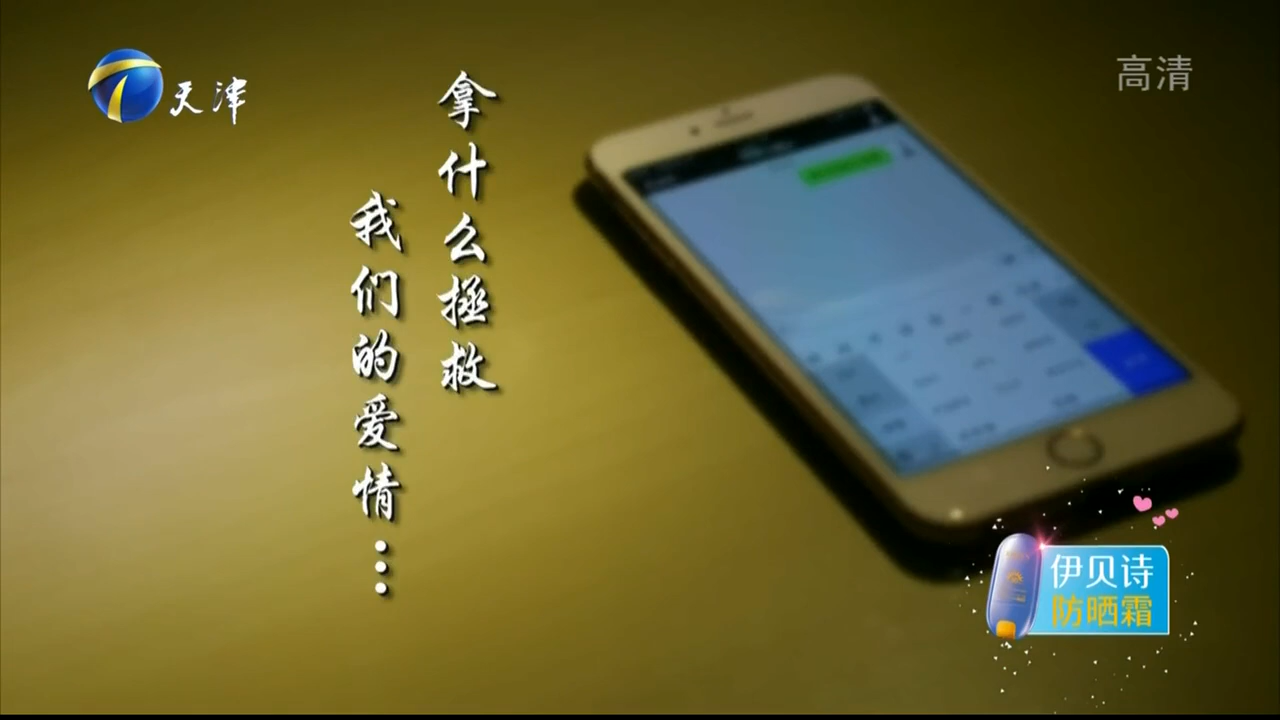 天津
高清
拿什么拯救
我们的爱情…
伊贝诗
防晒霜